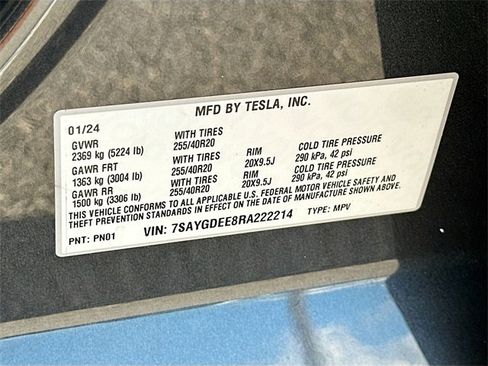 MFD BY TESLA, INC.
01/24
GVWR WITH TIRES
2369 kg (5224 lb) 255/40R20 RIM COLD TIRE PRESSURE
GAWR FRT WITH TIRES 20X9.5J 290 kPa, 42 psi
1363 kg (3004 lb) 255/40R20 RIM COLD TIRE PRESSURE
GAWR RR WITH TIRES 20X9.5J 290 kPa, 42 psi
1500 kg (3306 lb) 255/40R20
THIS VEHICLE CONFORMS TO ALL APPLICABLE U.S. FEDERAL MOTOR VEHICLE SAFETY AND
THEFT PREVENTION STANDARDS IN EFFECT ON THE DATE OF MANUFACTURE SHOWN ABOVE.
PNT: PN01 VIN: 7SAYGDEE8RA222214 TYPE: MPV